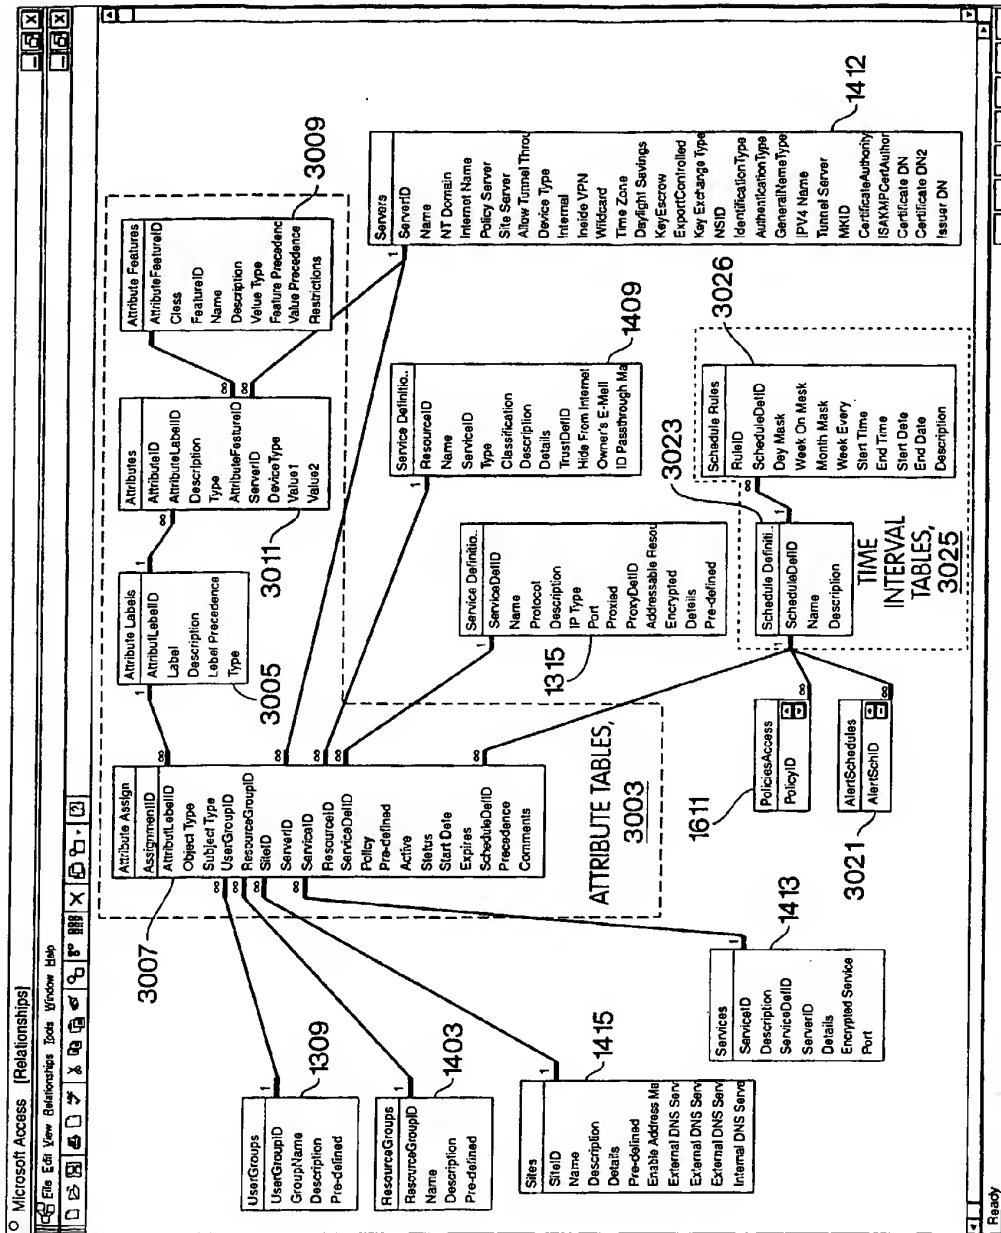 Microsoft Access [Relationships]
File Edit View Relationships Tools Window Help
Attribute Assign
AssignmentID
AttributLabelID
Object Type
Subject Type
UserGroupID
ResourceGroupID
SiteID
ServerID
ServiceID
ResourceID
ServiceDefID
Policy
Pre-defined
Active
Status
Start Date
Expires
ScheduleDefID
Precedence
Comments
3007
Attribute Labels
AttributLabelID
Label
Description
Label Precedence
Type
3005
Attributes
AttributeID
AttributeLabelID
Description
Type
AttributeFeatureID
ServerID
DeviceType
Value1
Value2
3011
Attribute Features
AttributeFeatureID
Class
FeatureID
Name
Description
Value Type
Feature Precedenc
Value Precedence
Restrictions
3009
ATTRIBUTE TABLES,
3003
UserGroups
UserGroupID
GroupName
Description
Pre-defined
1309
ResourceGroups
ResourceGroupID
Name
Description
Pre-defined
1403
Sites
SiteID
Name
Description
Details
Pre-defined
Enable Address Ma
External DNS Serv
External DNS Serv
External DNS Serv
Internal DNS Serve
1415
Services
ServiceID
Description
ServiceDefID
ServerID
Details
Encrypted Service
Port
1413
Service Definitio..
ServiceDefID
Name
Protocol
Description
IP Type
Port
Proxied
ProxyDefID
Addressable Resou
Encrypted
Details
Pre-defined
1315
Service Definitio..
ResourceID
Name
ServiceID
Type
Classification
Description
Details
TrustDefID
Hide From Internet
Owner's E-Mail
ID Passthrough Ma
1409
Servers
ServerID
Name
NT Domain
Internet Name
Policy Server
Site Server
Allow Tunnel Throu
Device Type
Internal
Inside VPN
Wildcard
Time Zone
Daylight Savings
KeyEscrow
ExportControlled
Key Exchange Type
NSID
IdentificationType
AuthenticationType
GeneralNameType
IPV4 Name
Tunnel Server
MKID
CertificateAuthority
ISAKMPCertAuthor
Certificate DN
Certificate DN2
Issuer DN
1412
PoliciesAccess
PolicyID
1611
AlertSchedules
AlertSchID
3021
Schedule Definiti..
ScheduleDefID
Name
Description
3023
Schedule Rules
RuleID
ScheduleDefID
Day Mask
Week On Mask
Month Mask
Week Every
Start Time
End Time
Start Date
End Date
Description
3026
TIME
INTERVAL
TABLES,
3025
Ready